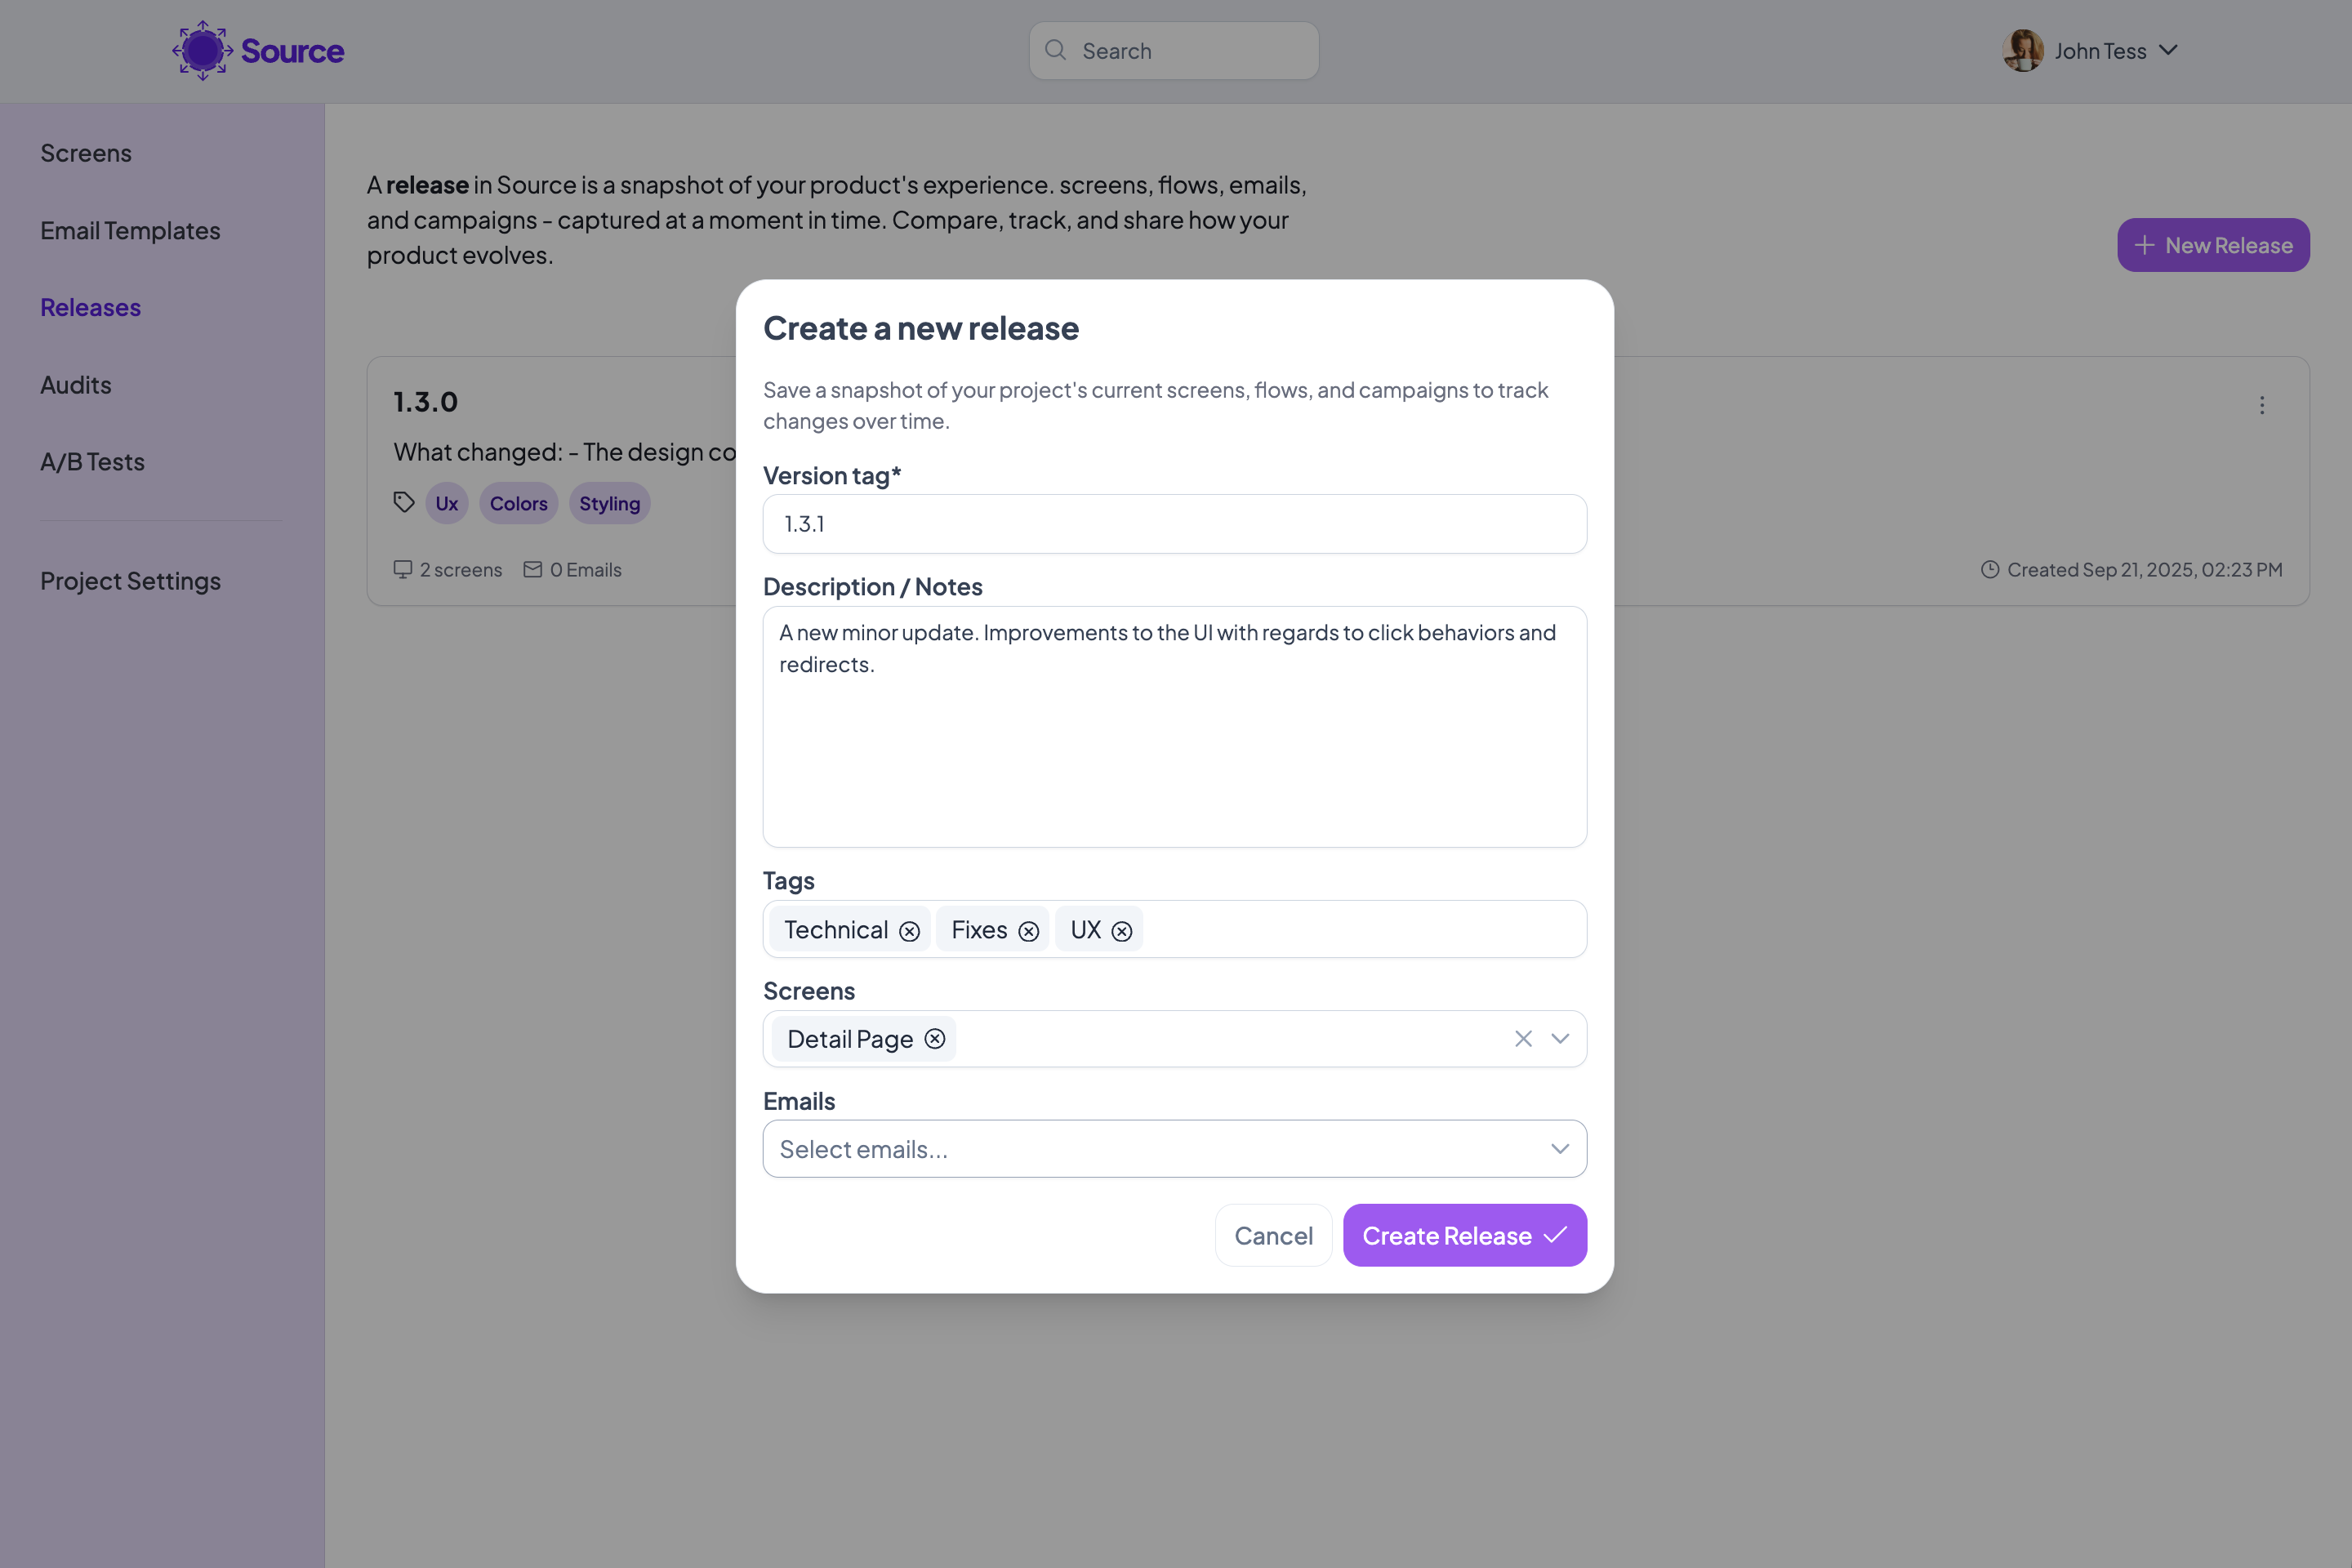 Source
Search
John Tess
Screens
Email Templates
Releases
Audits
A/B Tests
Project Settings
A release in Source is a snapshot of your product's experience. screens, flows, emails,
and campaigns - captured at a moment in time. Compare, track, and share how your
product evolves.
New Release
1.3.0
What changed: - The design co
Ux
Colors
Styling
2 screens
0 Emails
Created Sep 21, 2025, 02:23 PM
Create a new release
Save a snapshot of your project's current screens, flows, and campaigns to track
changes over time.
Version tag*
1.3.1
Description / Notes
A new minor update. Improvements to the UI with regards to click behaviors and
redirects.
Tags
Technical
Fixes
UX
Screens
Detail Page
Emails
Select emails...
Cancel
Create Release